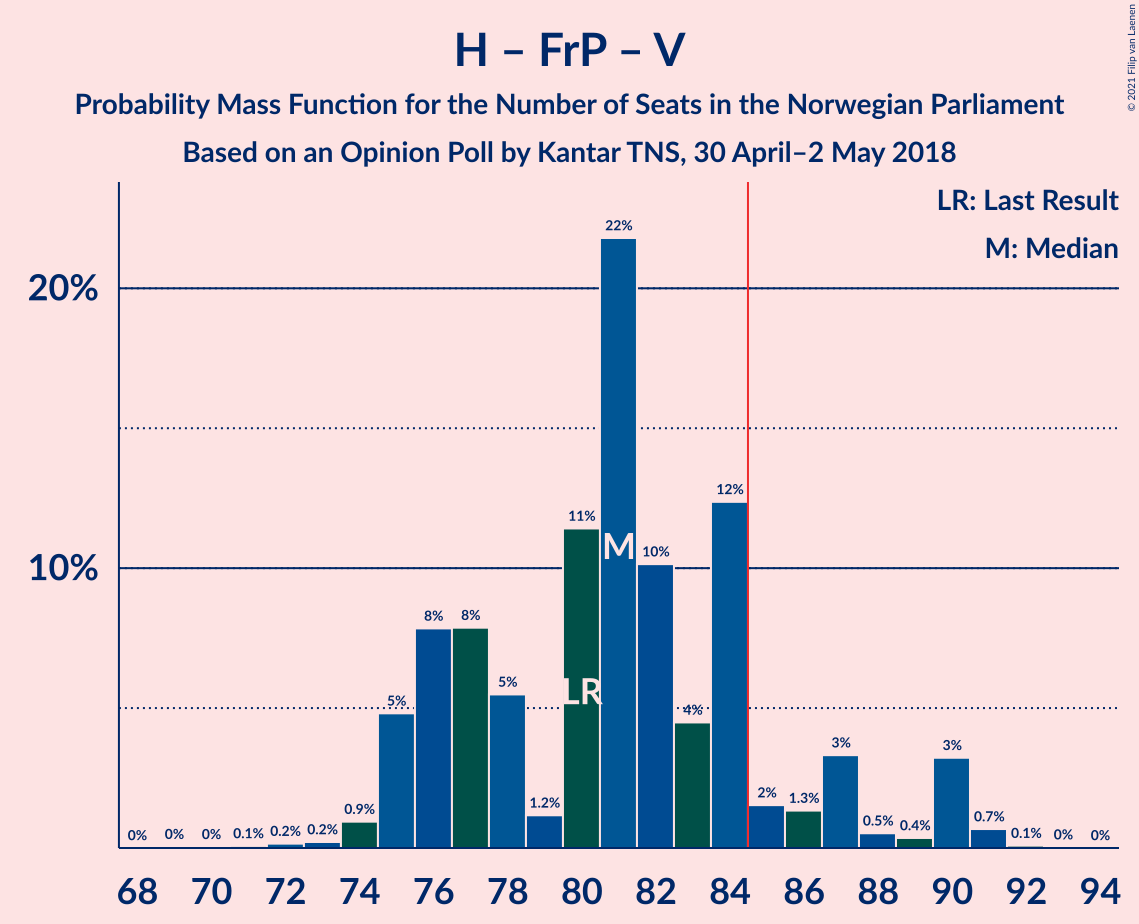 © 2021 Filip van Laenen
H – FrP – V
Probability Mass Function for the Number of Seats in the Norwegian Parliament
Based on an Opinion Poll by Kantar TNS, 30 April–2 May 2018
LR: Last Result
M: Median
20%
10%
0% 0% 0% 0.1% 0.2% 0.2% 0.9% 5% 8% 8% 5% 1.2% 11% 22% 10% 4% 12% 2% 1.3% 3% 0.5% 0.4% 3% 0.7% 0.1% 0% 0%
M
LR
68 70 72 74 76 78 80 82 84 86 88 90 92 94